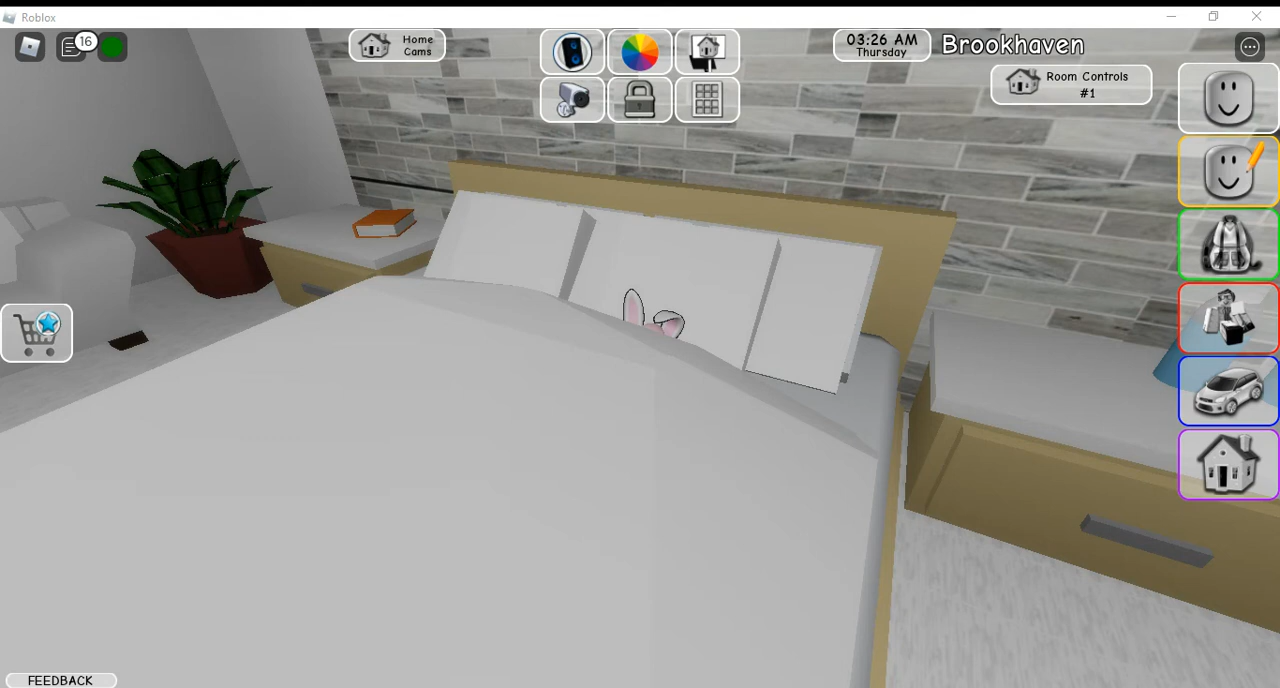 Roblox
16
Home
Cams
03:26 AM
Thursday
Brookhaven
Room Controls
#1
FEEDBACK